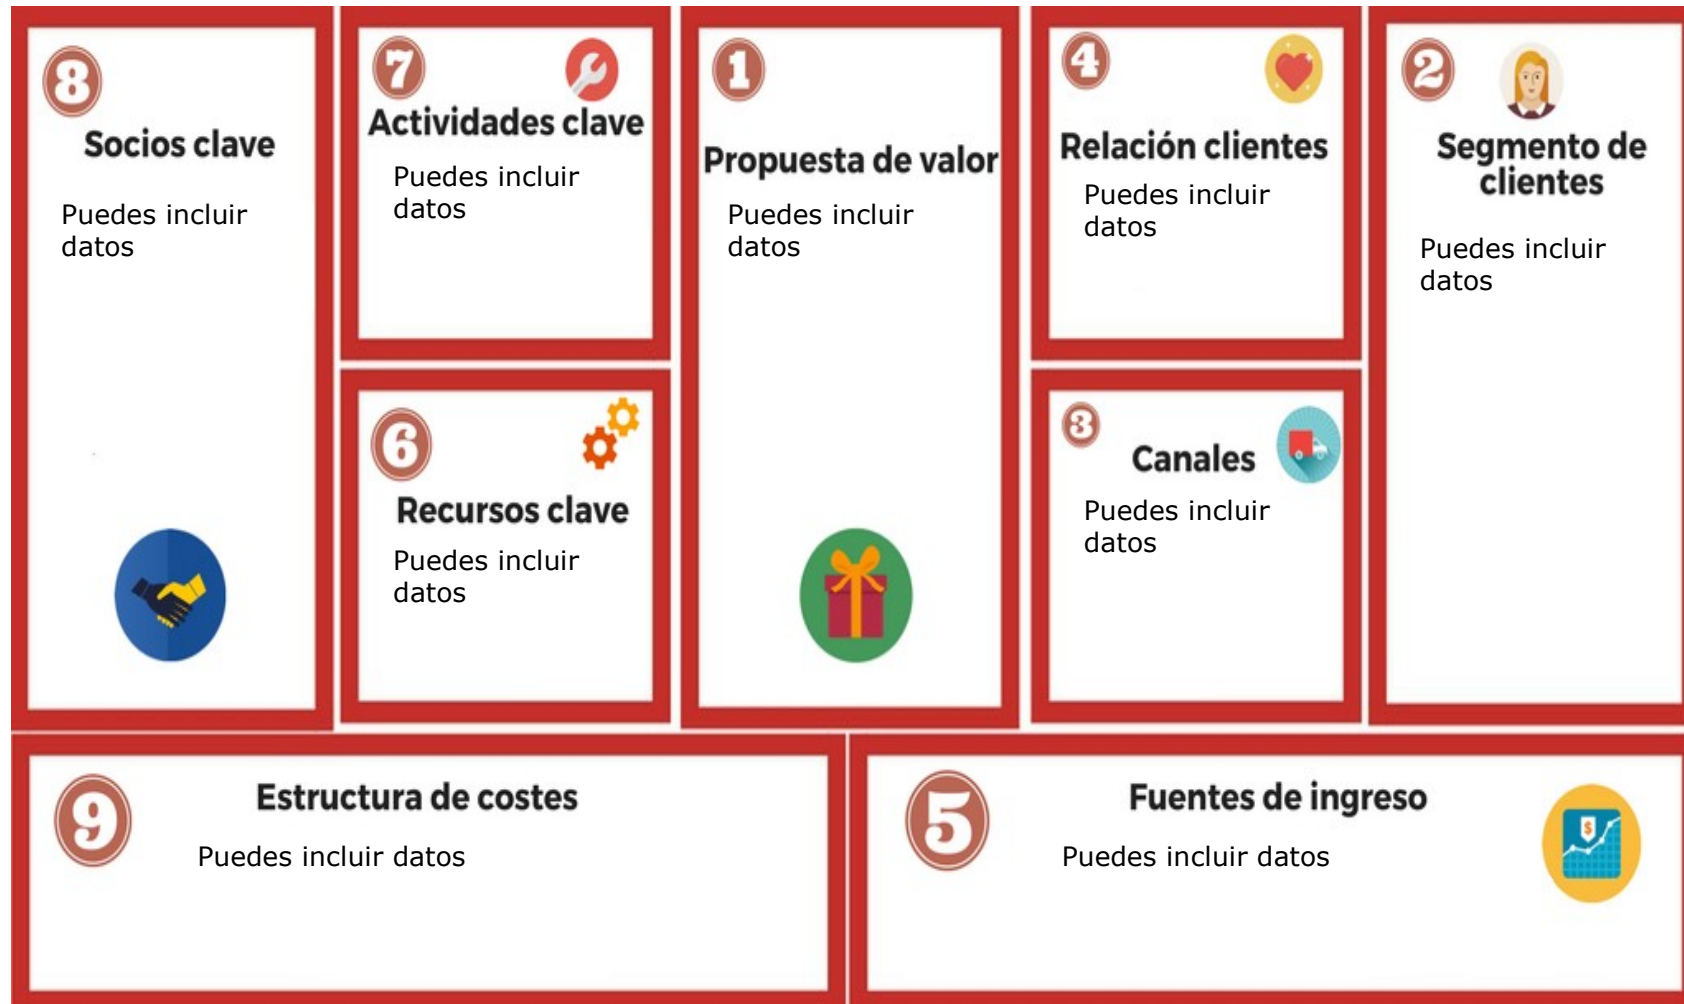 8
Socios clave
Puedes incluir
datos
7
Actividades clave
Puedes incluir
datos
6
Recursos clave
Puedes incluir
datos
1
Propuesta de valor
Puedes incluir
datos
4
Relación clientes
Puedes incluir
datos
3
Canales
Puedes incluir
datos
2
Segmento de
clientes
Puedes incluir
datos
9
Estructura de costes
Puedes incluir datos
5
Fuentes de ingreso
Puedes incluir datos
$